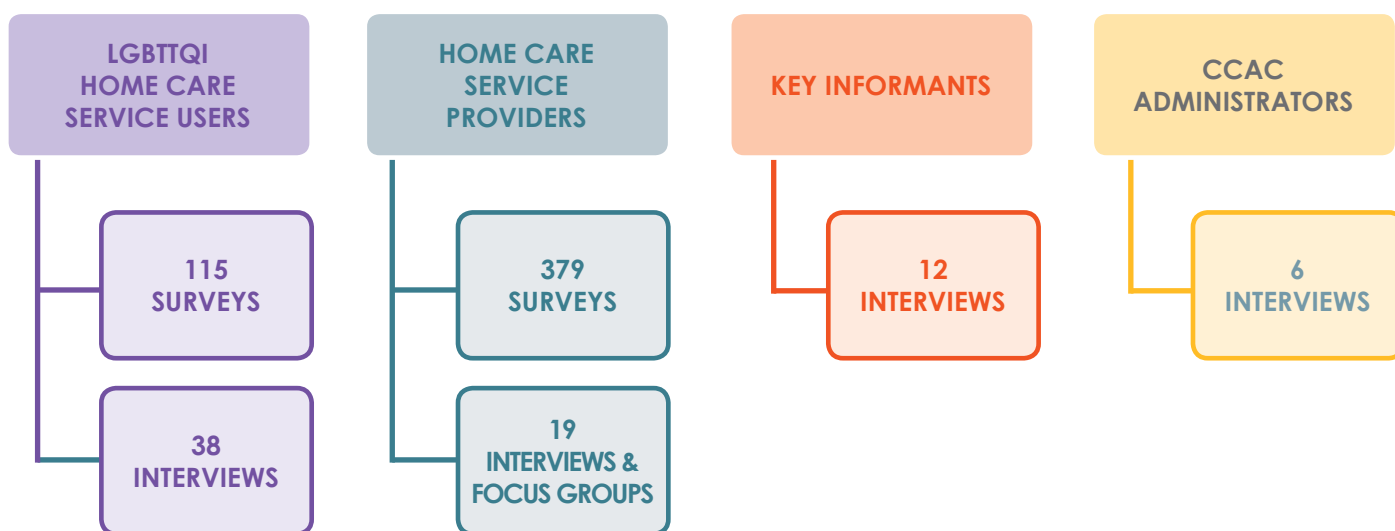 LGBTTQI
HOME CARE
SERVICE USERS
115
SURVEYS
38
INTERVIEWS
HOME CARE
SERVICE
PROVIDERS
379
SURVEYS
19
INTERVIEWS &
FOCUS GROUPS
KEY INFORMANTS
12
INTERVIEWS
CCAC
ADMINISTRATORS
6
INTERVIEWS